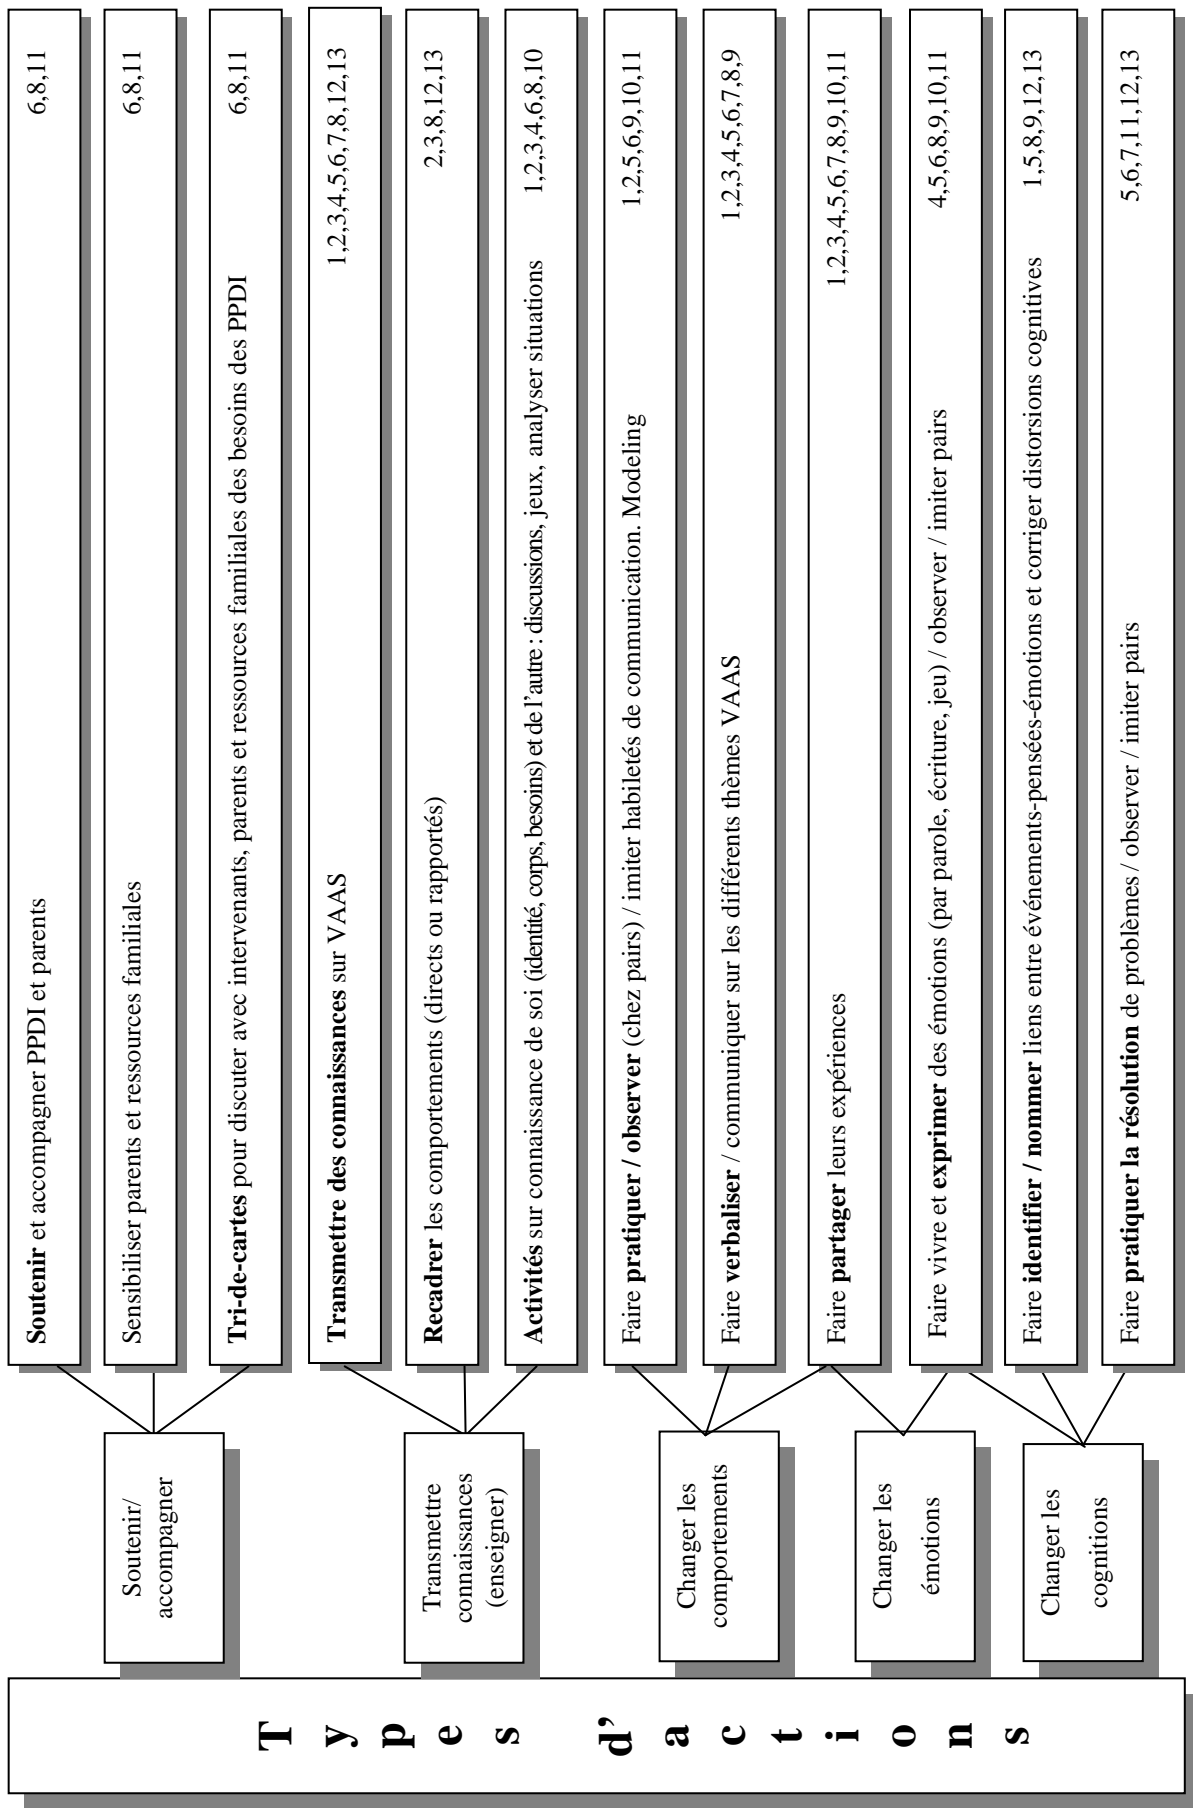 Types d’actions
Soutenir/
accompagner
Soutenir et accompagner PPDI et parents 6,8,11
Sensibiliser parents et ressources familiales 6,8,11
Tri-de-cartes pour discuter avec intervenants, parents et ressources familiales des besoins des PPDI 6,8,11
Transmettre
connaissances
(enseigner)
Transmettre des connaissances sur VAAS 1,2,3,4,5,6,7,8,12,13
Recadrer les comportements (directs ou rapportés) 2,3,8,12,13
Activités sur connaissance de soi (identité, corps, besoins) et de l’autre : discussions, jeux, analyser situations 1,2,3,4,6,8,10
Changer les
comportements
Faire pratiquer / observer (chez pairs) / imiter habiletés de communication. Modeling 1,2,5,6,9,10,11
Faire verbaliser / communiquer sur les différents thèmes VAAS 1,2,3,4,5,6,7,8,9
Faire partager leurs expériences 1,2,3,4,5,6,7,8,9,10,11
Changer les
émotions
Faire vivre et exprimer des émotions (par parole, écriture, jeu) / observer / imiter pairs 4,5,6,8,9,10,11
Changer les
cognitions
Faire identifier / nommer liens entre événements-pensées-émotions et corriger distorsions cognitives 1,5,8,9,12,13
Faire pratiquer la résolution de problèmes / observer / imiter pairs 5,6,7,11,12,13